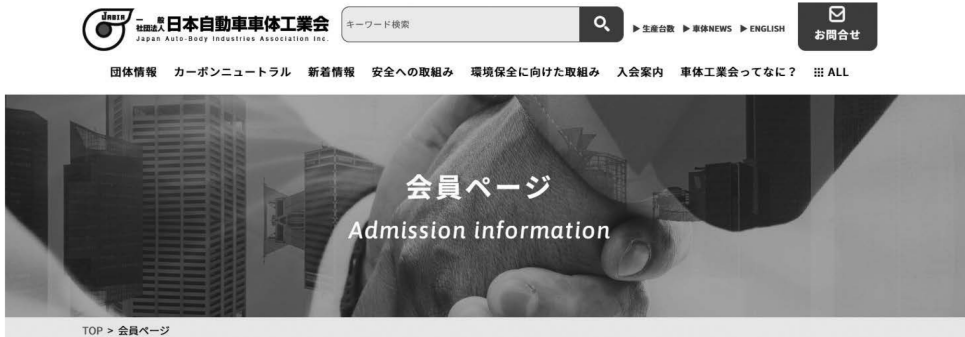 JABIA
一般社団法人 日本自動車車体工業会
Japan Auto-Body Industries Association Inc.
キーワード検索
▶ 生産台数 ▶ 車体NEWS ▶ ENGLISH
お問合せ
団体情報 カーボンニュートラル 新着情報 安全への取組み 環境保全に向けた取組み 入会案内 車体工業会ってなに？ ALL
会員ページ
Admission information
TOP > 会員ページ